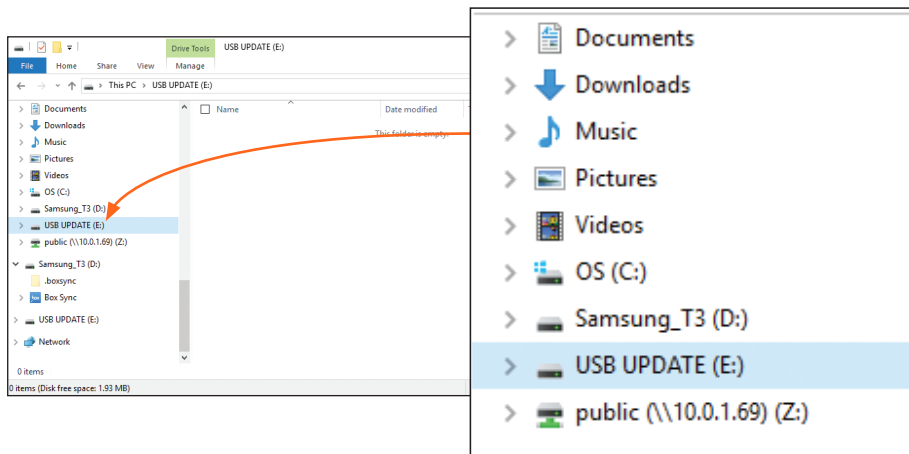 Drive Tools USB UPDATE (E:)
File Home Share View Manage
This PC > USB UPDATE (E:)
Name Date modified
This folder is empty.
Documents
Downloads
Music
Pictures
Videos
OS (C:)
Samsung_T3 (D:)
USB UPDATE (E:)
public (\\10.0.1.69) (Z:)
Samsung_T3 (D:)
.boxsync
Box Sync
USB UPDATE (E:)
Network
0 items
0 items (Disk free space: 1.93 MB)
Documents
Downloads
Music
Pictures
Videos
OS (C:)
Samsung_T3 (D:)
USB UPDATE (E:)
public (\\10.0.1.69) (Z:)